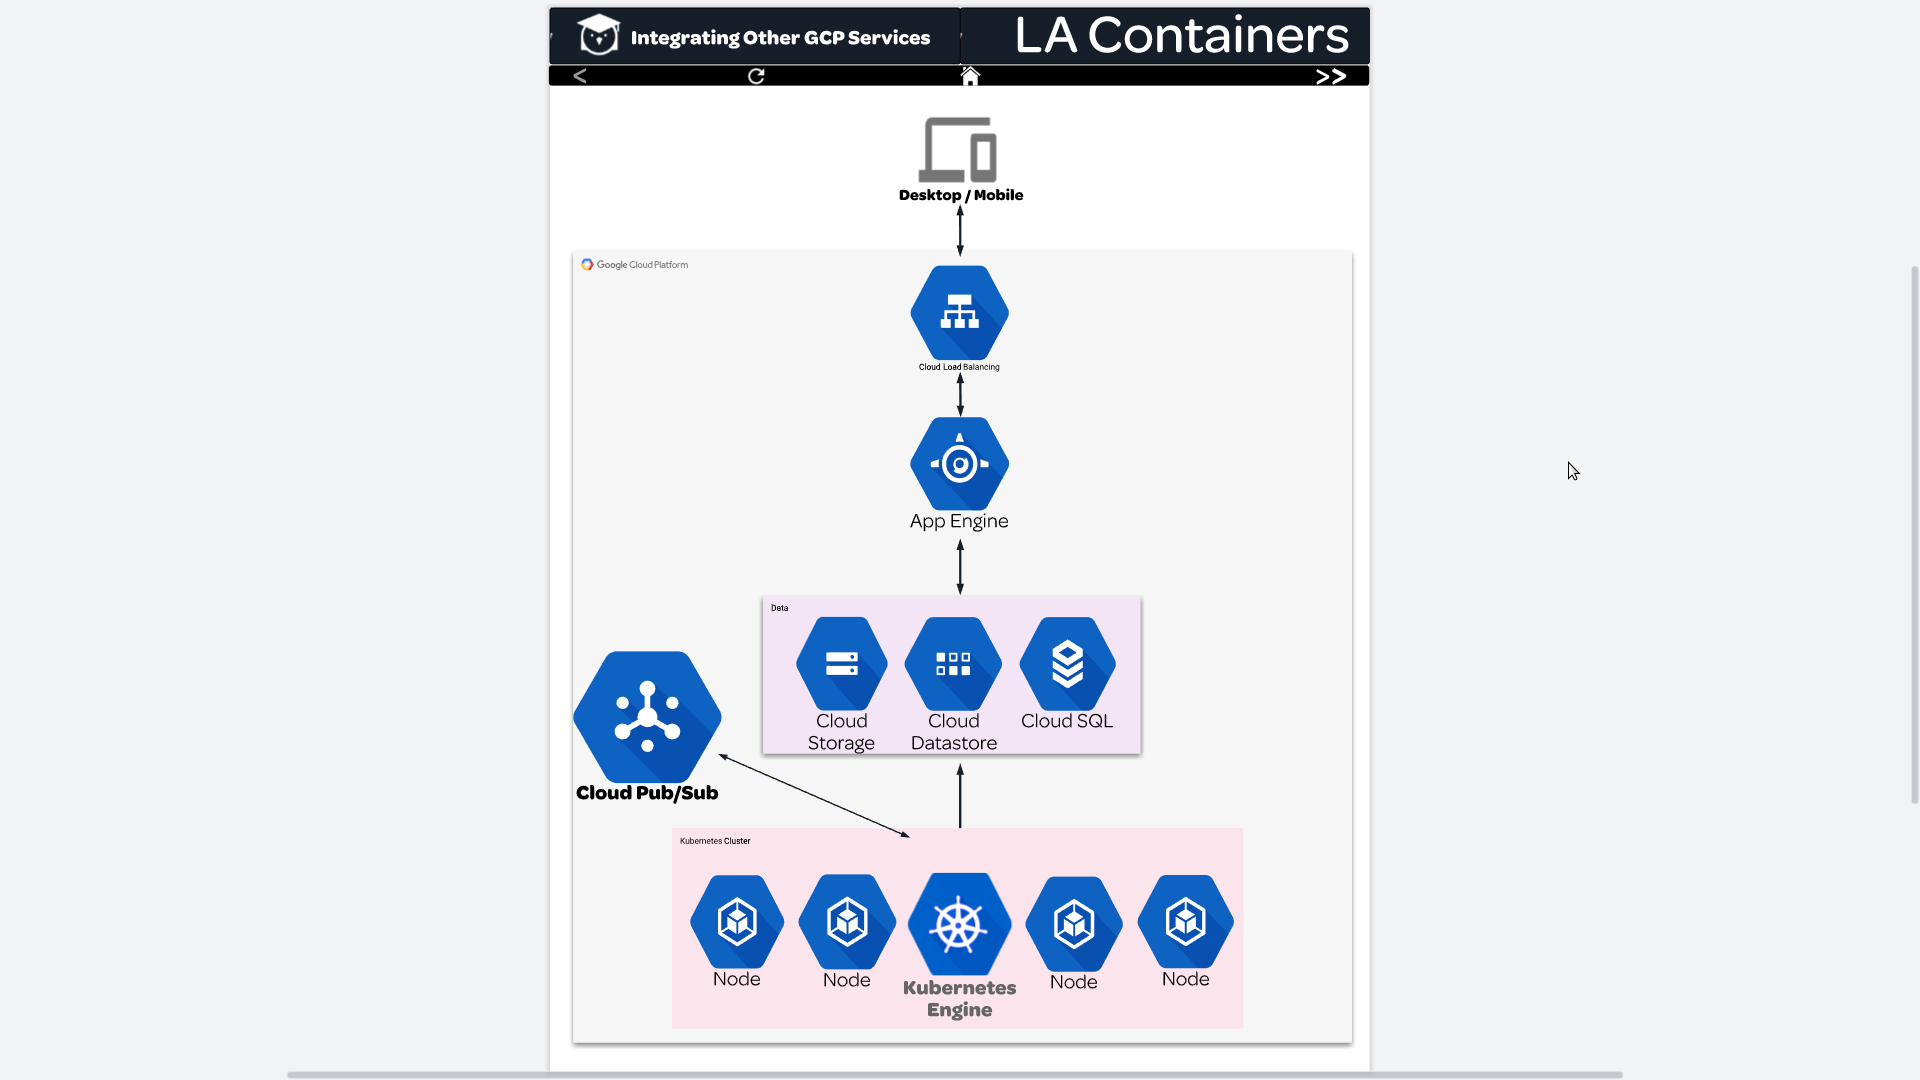 Integrating Other GCP Services
LA Containers
Desktop / Mobile
Google Cloud Platform
Cloud Load Balancing
App Engine
Data
Cloud
Storage
Cloud
Datastore
Cloud SQL
Cloud Pub/Sub
Kubernetes Cluster
Node
Node
Kubernetes
Engine
Node
Node